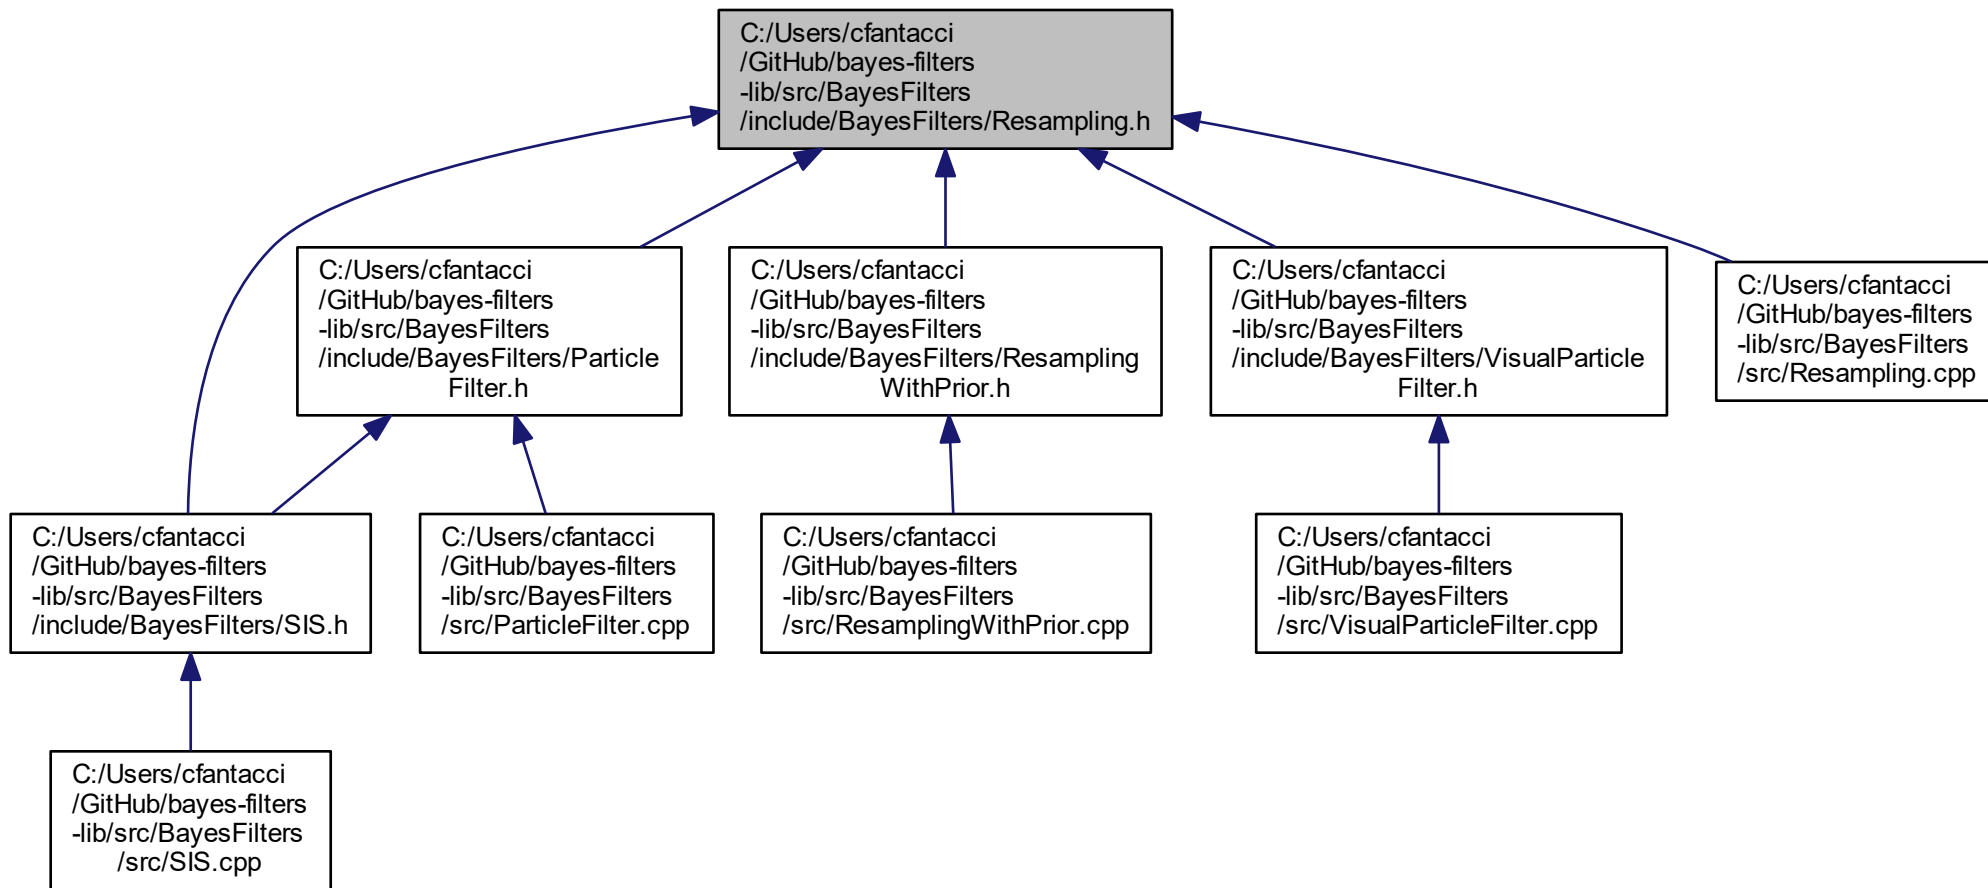 C:/Users/cfantacci
/GitHub/bayes-filters
-lib/src/BayesFilters
/include/BayesFilters/Resampling.h
C:/Users/cfantacci
/GitHub/bayes-filters
-lib/src/BayesFilters
/include/BayesFilters/Particle
Filter.h
C:/Users/cfantacci
/GitHub/bayes-filters
-lib/src/BayesFilters
/include/BayesFilters/Resampling
WithPrior.h
C:/Users/cfantacci
/GitHub/bayes-filters
-lib/src/BayesFilters
/include/BayesFilters/VisualParticle
Filter.h
C:/Users/cfantacci
/GitHub/bayes-filters
-lib/src/BayesFilters
/src/Resampling.cpp
C:/Users/cfantacci
/GitHub/bayes-filters
-lib/src/BayesFilters
/include/BayesFilters/SIS.h
C:/Users/cfantacci
/GitHub/bayes-filters
-lib/src/BayesFilters
/src/ParticleFilter.cpp
C:/Users/cfantacci
/GitHub/bayes-filters
-lib/src/BayesFilters
/src/ResamplingWithPrior.cpp
C:/Users/cfantacci
/GitHub/bayes-filters
-lib/src/BayesFilters
/src/VisualParticleFilter.cpp
C:/Users/cfantacci
/GitHub/bayes-filters
-lib/src/BayesFilters
/src/SIS.cpp